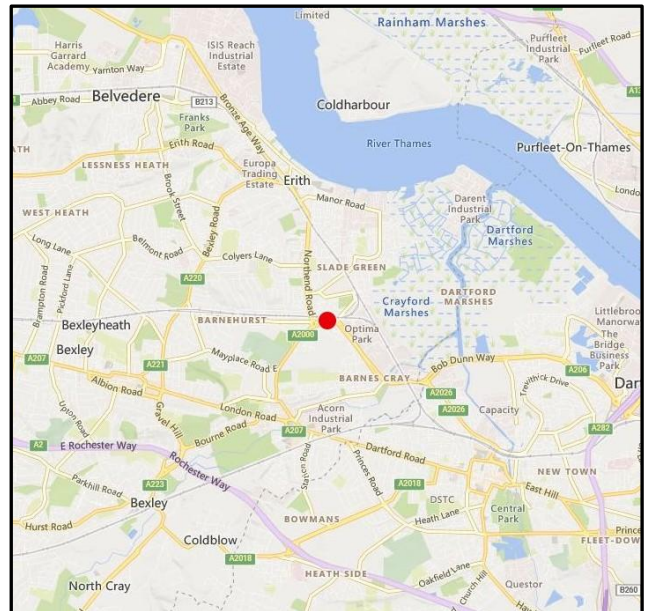 Limited
Rainham Marshes
Harris
Garrard
Academy
ISIS Reach
Industrial
Estate
Purfleet
Industrial
Park
Purfleet Road
Yarnton Way
Belvedere
B213
Abbey Road
Bronze Age Way
Coldharbour
Franks
Park
River Thames
Purfleet-On-Thames
Erith Road
LESSNESS HEATH
Europa
Trading
Estate
Erith
Brook Street
Manor Road
Darent
Industrial
Park
WEST HEATH
Bexley Road
Dartford
Marshes
Long Lane
Belmont Road
Colyers Lane
Northend Road
SLADE GREEN
A220
Brampton Road
Pickford Lane
Crayford
Marshes
DARTFORD
MARSHES
Bexleyheath
BARNEHURST
A2000
Optima
Park
Littlebroo
Manorway
The
Bridge
Business
Park
A207
Bexley
A221
Mayplace Road E
Bob Dunn Way
A206
BARNES CRAY
Albion Road
Trevithick Drive
Dar
Upton Road
Gravel Hill
London Road
Acorn
Industrial
Park
A2026
A2026
Capacity
A2
E Rochester Way
Bourne Road
A207
A282
Dartford Road
Rochester Way
Station Road
Princes Road
NEW TOWN
Parkhill Road
A223
A2018
East Hill
Bexley
DSTC
Central
Park
Hurst Road
BOWMANS
Heath Lane
Prince
FLEET-DOW
Coldblow
A2018
HEATH SIDE
Oakfield Lane
North Cray
Church Hill
Questor
B260